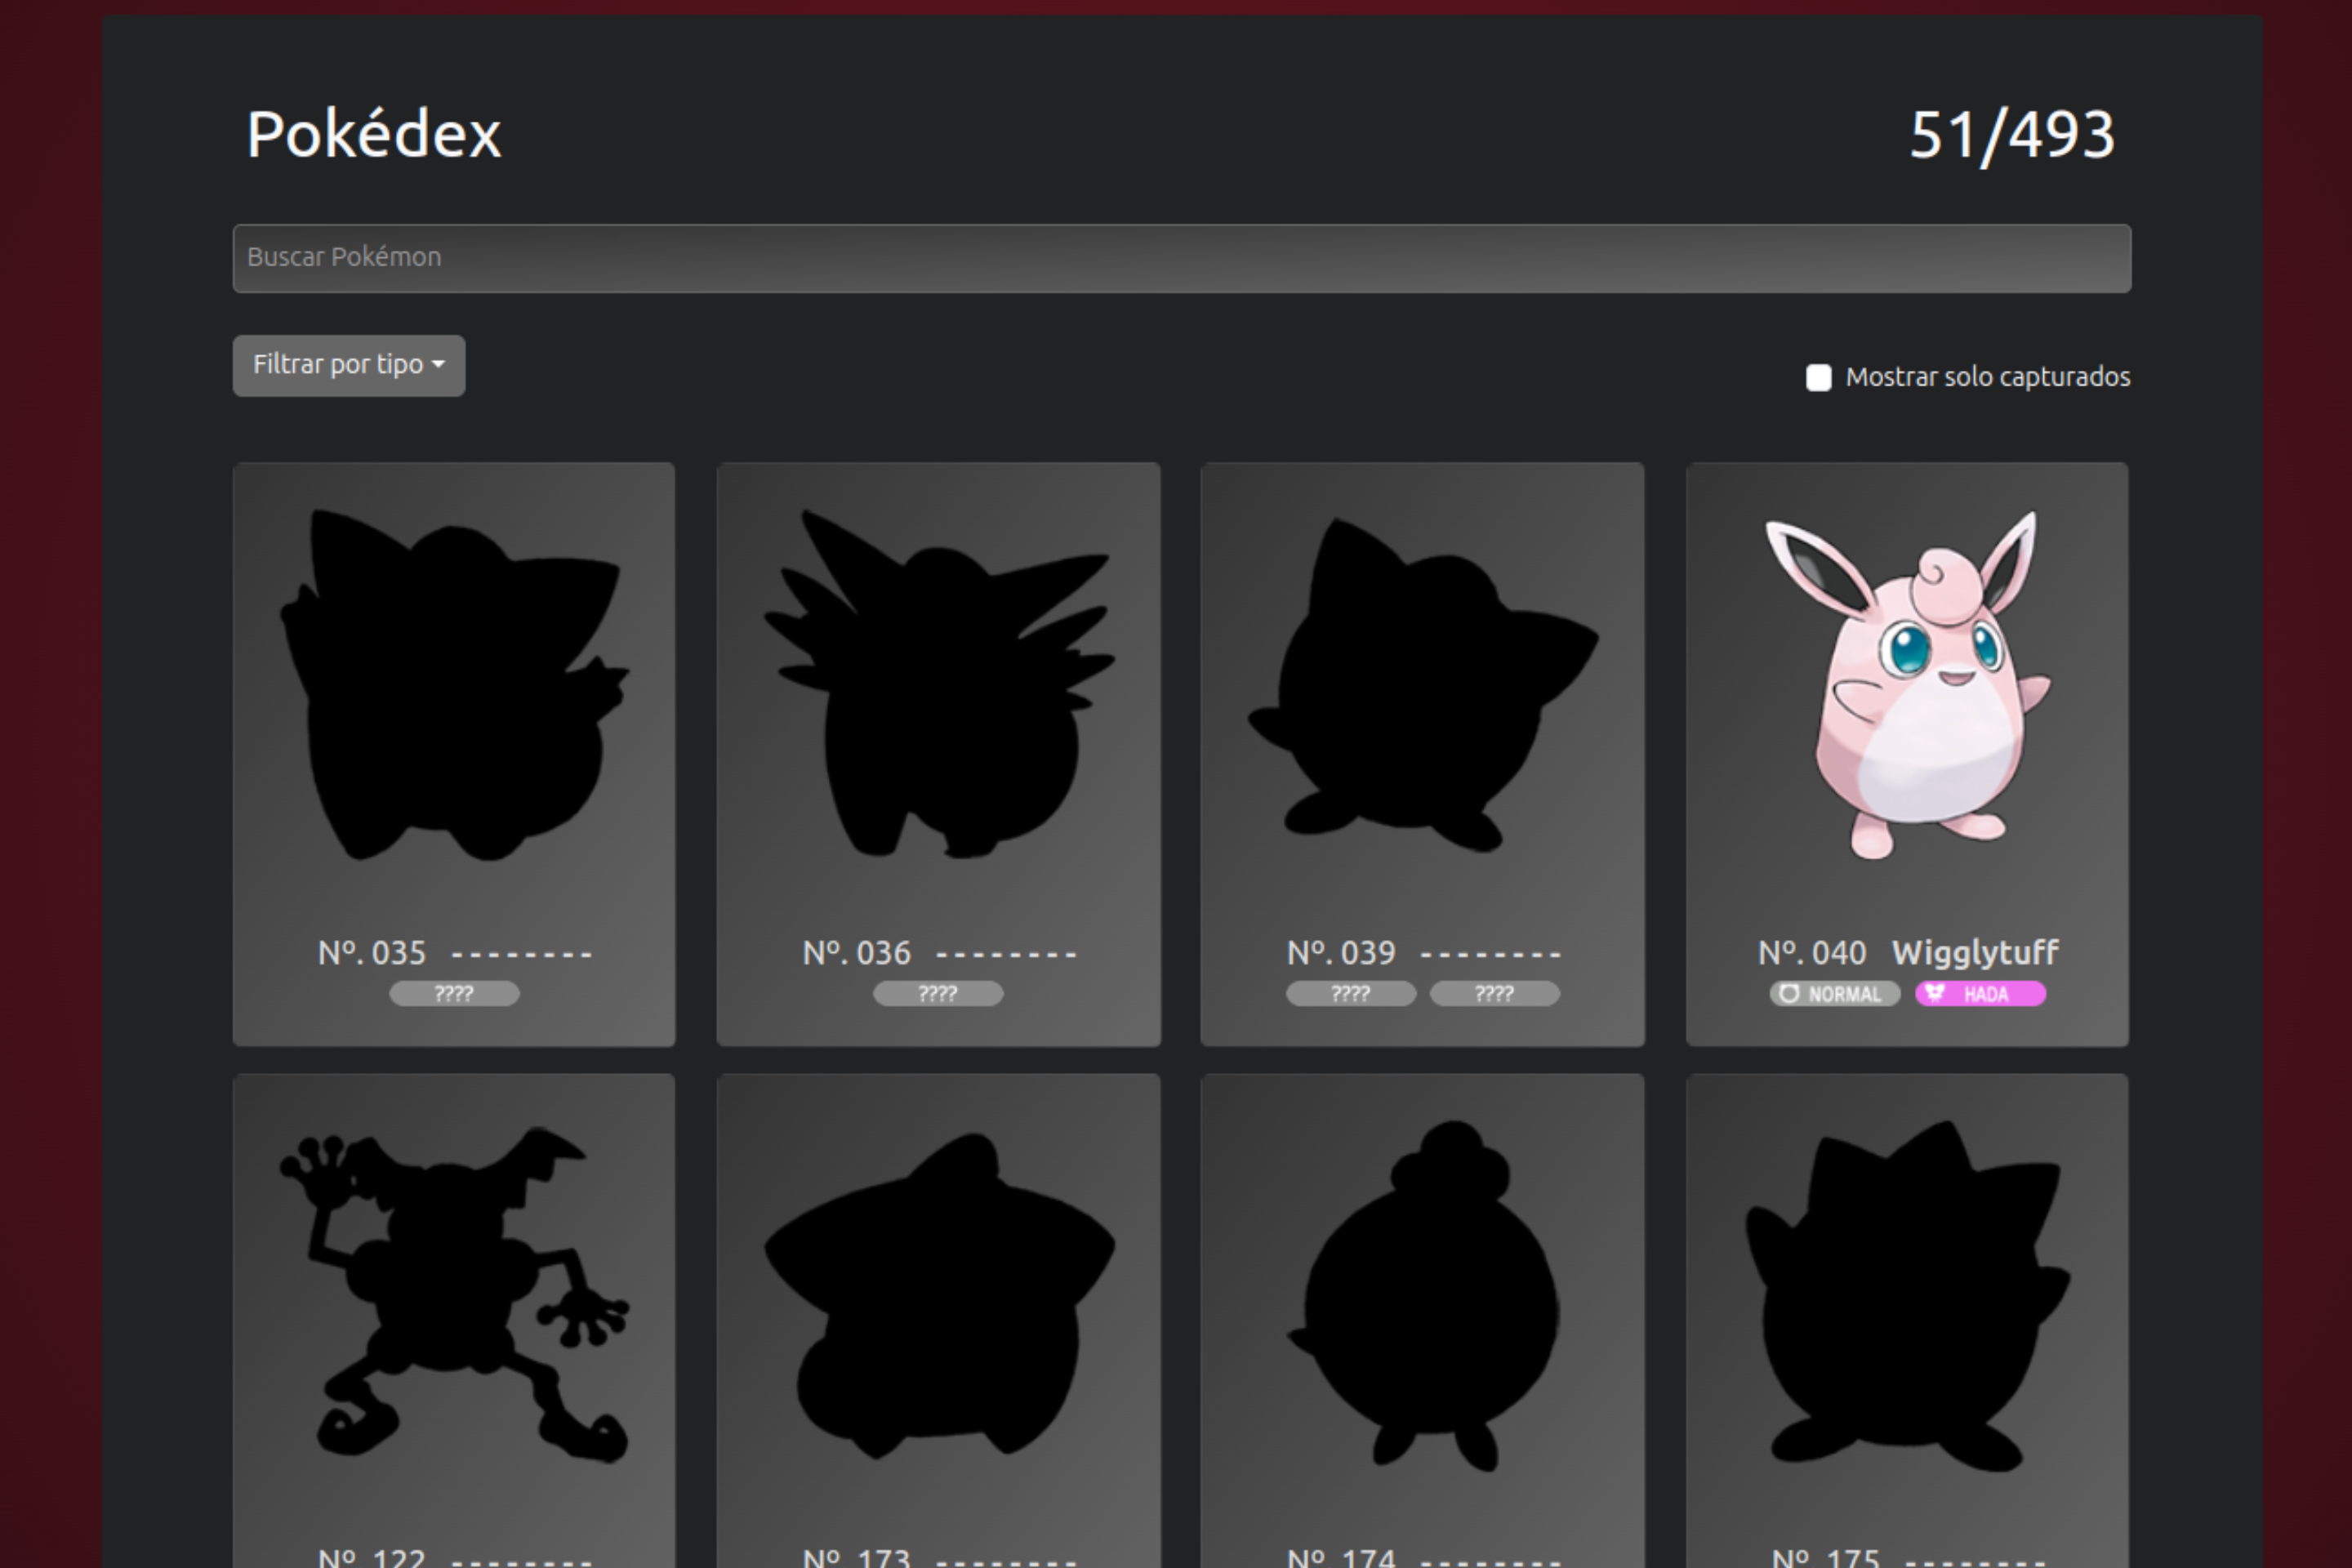 Pokédex
51/493
Buscar Pokémon
Filtrar por tipo
Mostrar solo capturados
Nº. 035 --------
????
Nº. 036 --------
????
Nº. 039 --------
???? ????
Nº. 040 Wigglytuff
NORMAL HADA
Nº. 122 --------
Nº. 173 --------
Nº. 174 --------
Nº. 175 --------